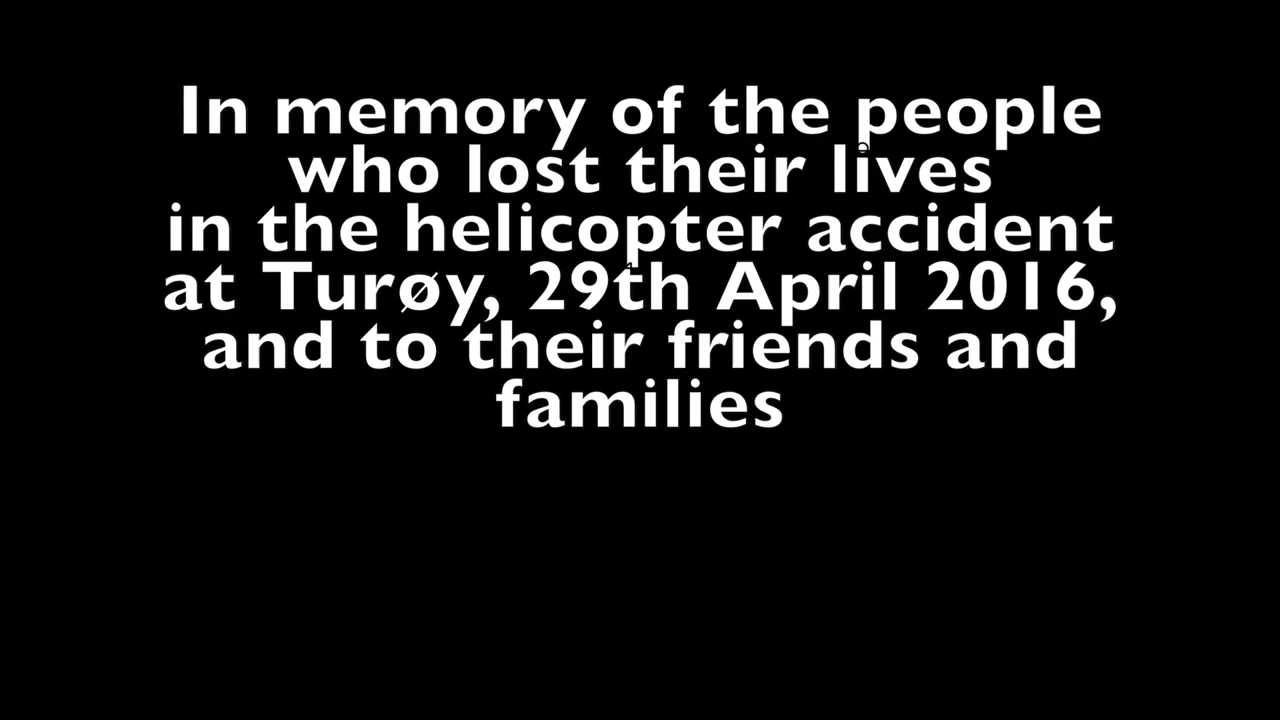 In memory of the people
who lost their lives
in the helicopter accident
at Turøy, 29th April 2016,
and to their friends and
families